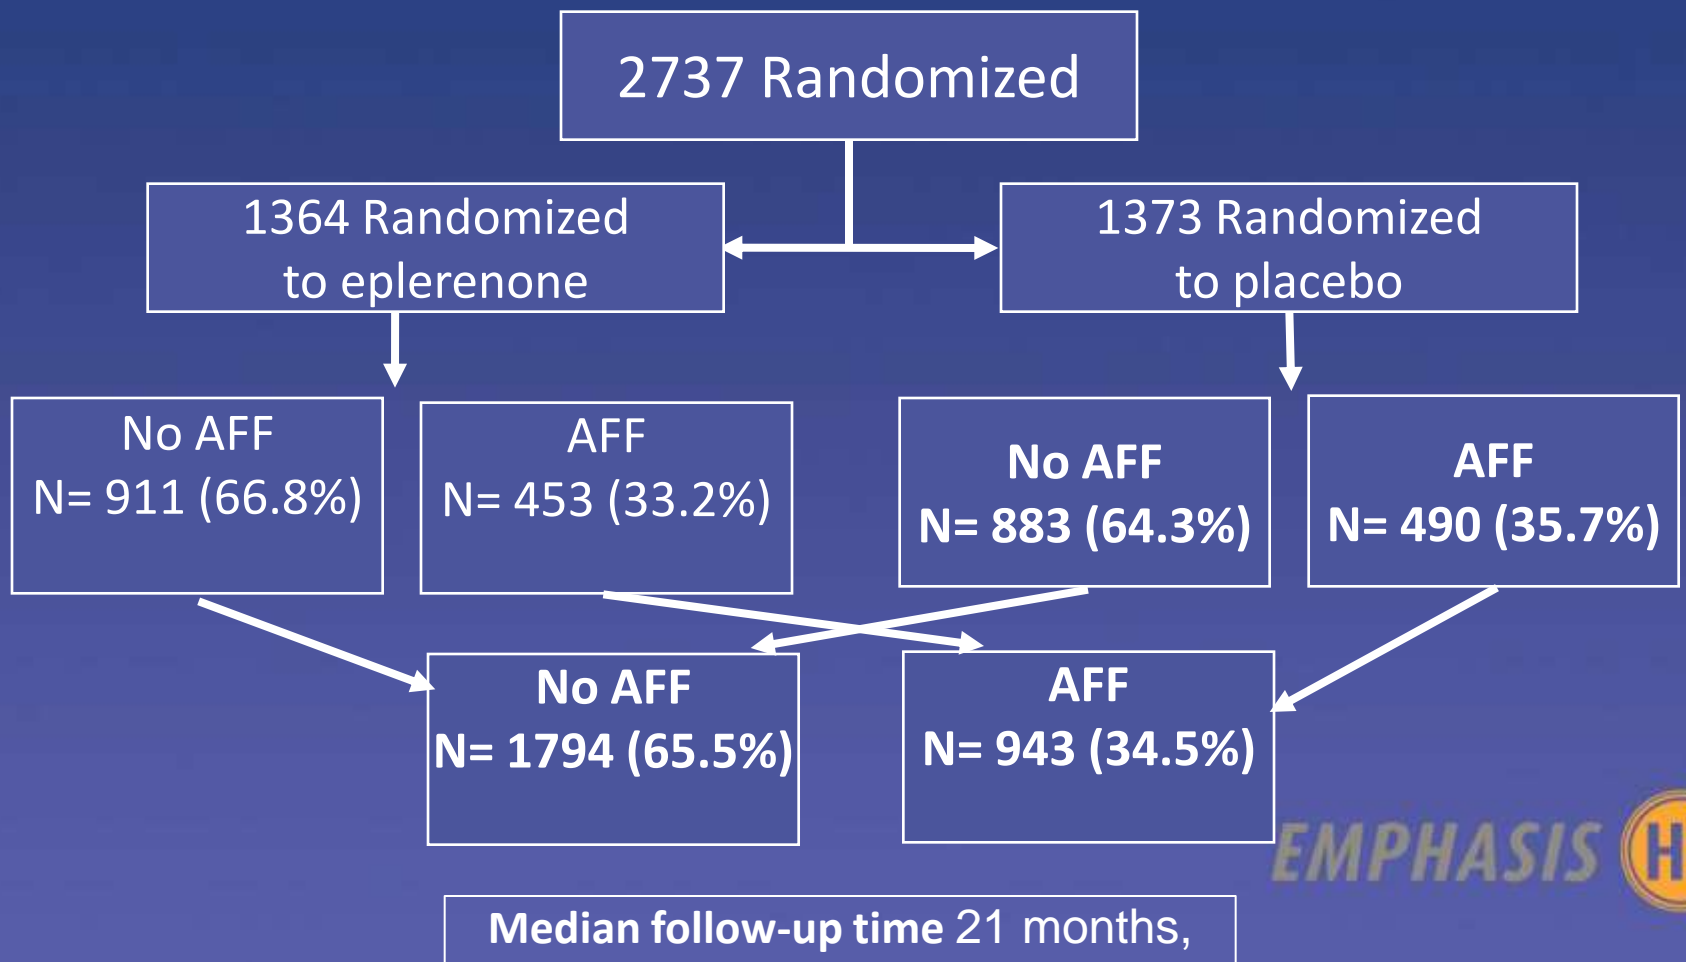 2737 Randomized
1364 Randomized
to eplerenone
1373 Randomized
to placebo
No AFF
N= 911 (66.8%)
AFF
N= 453 (33.2%)
No AFF
N= 883 (64.3%)
AFF
N= 490 (35.7%)
No AFF
N= 1794 (65.5%)
AFF
N= 943 (34.5%)
EMPHASIS H
Median follow-up time 21 months,